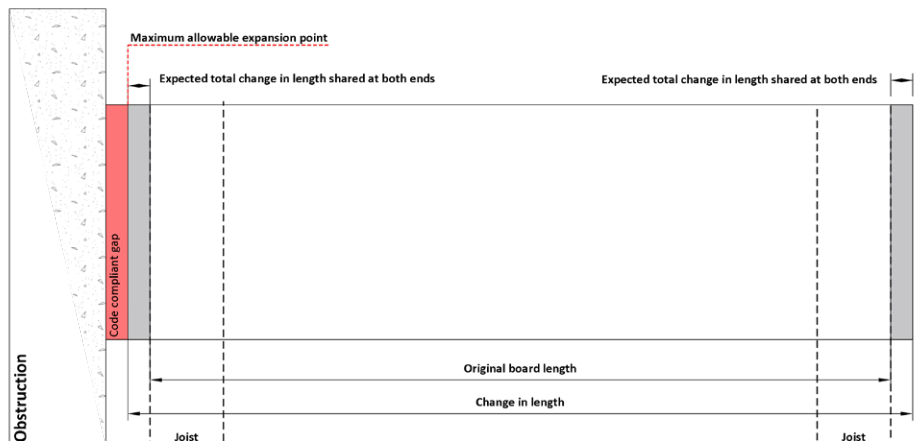 Maximum allowable expansion point
Expected total change in length shared at both ends
Expected total change in length shared at both ends
Code compliant gap
Original board length
Change in length
Obstruction
Joist
Joist